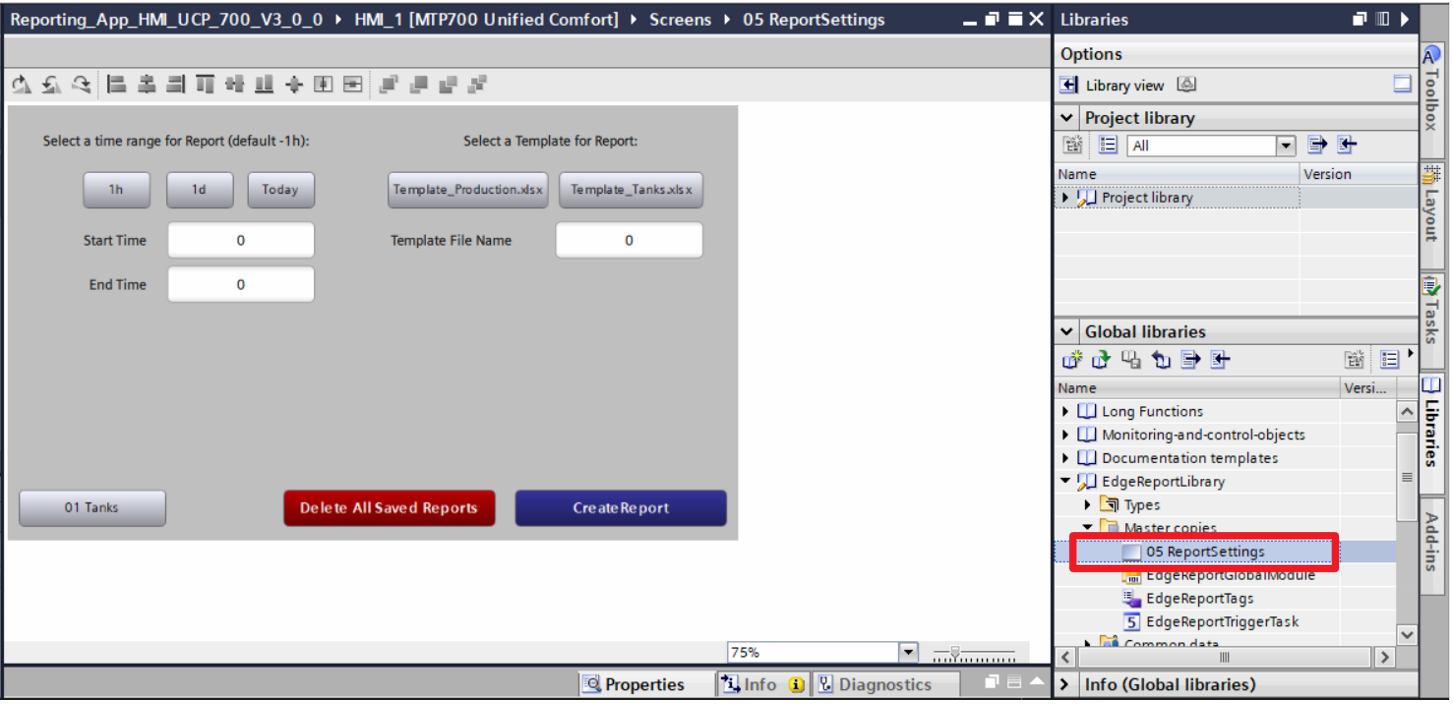 Reporting_App_HMI_UCP_700_V3_0_0 ▸ HMI_1 [MTP700 Unified Comfort] ▸ Screens ▸ 05 ReportSettings
Select a time range for Report (default -1h):
Select a Template for Report:
1h
1d
Today
Template_Production.xlsx
Template_Tanks.xlsx
Start Time
0
Template File Name
0
End Time
0
01 Tanks
Delete All Saved Reports
CreateReport
75%
Properties
Info
Diagnostics
Libraries
Options
Library view
Project library
All
Name
Version
Project library
Global libraries
Name
Versi...
Long Functions
Monitoring-and-control-objects
Documentation templates
EdgeReportLibrary
Types
Master copies
05 ReportSettings
EdgeReportGlobalModule
EdgeReportTags
EdgeReportTriggerTask
Common data
Info (Global libraries)
Toolbox
Layout
Tasks
Libraries
Add-ins